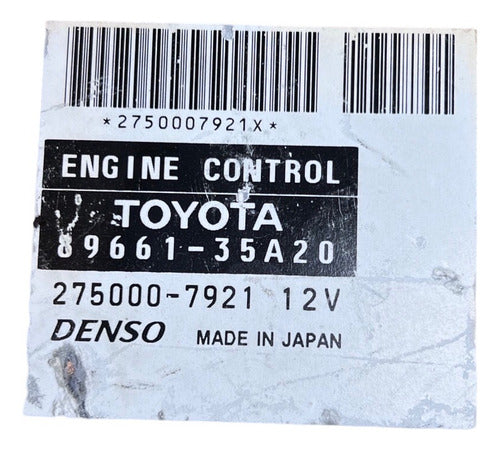 *2750007921X*
ENGINE CONTROL
TOYOTA
89661-35A20
275000-7921 12V
DENSO MADE IN JAPAN